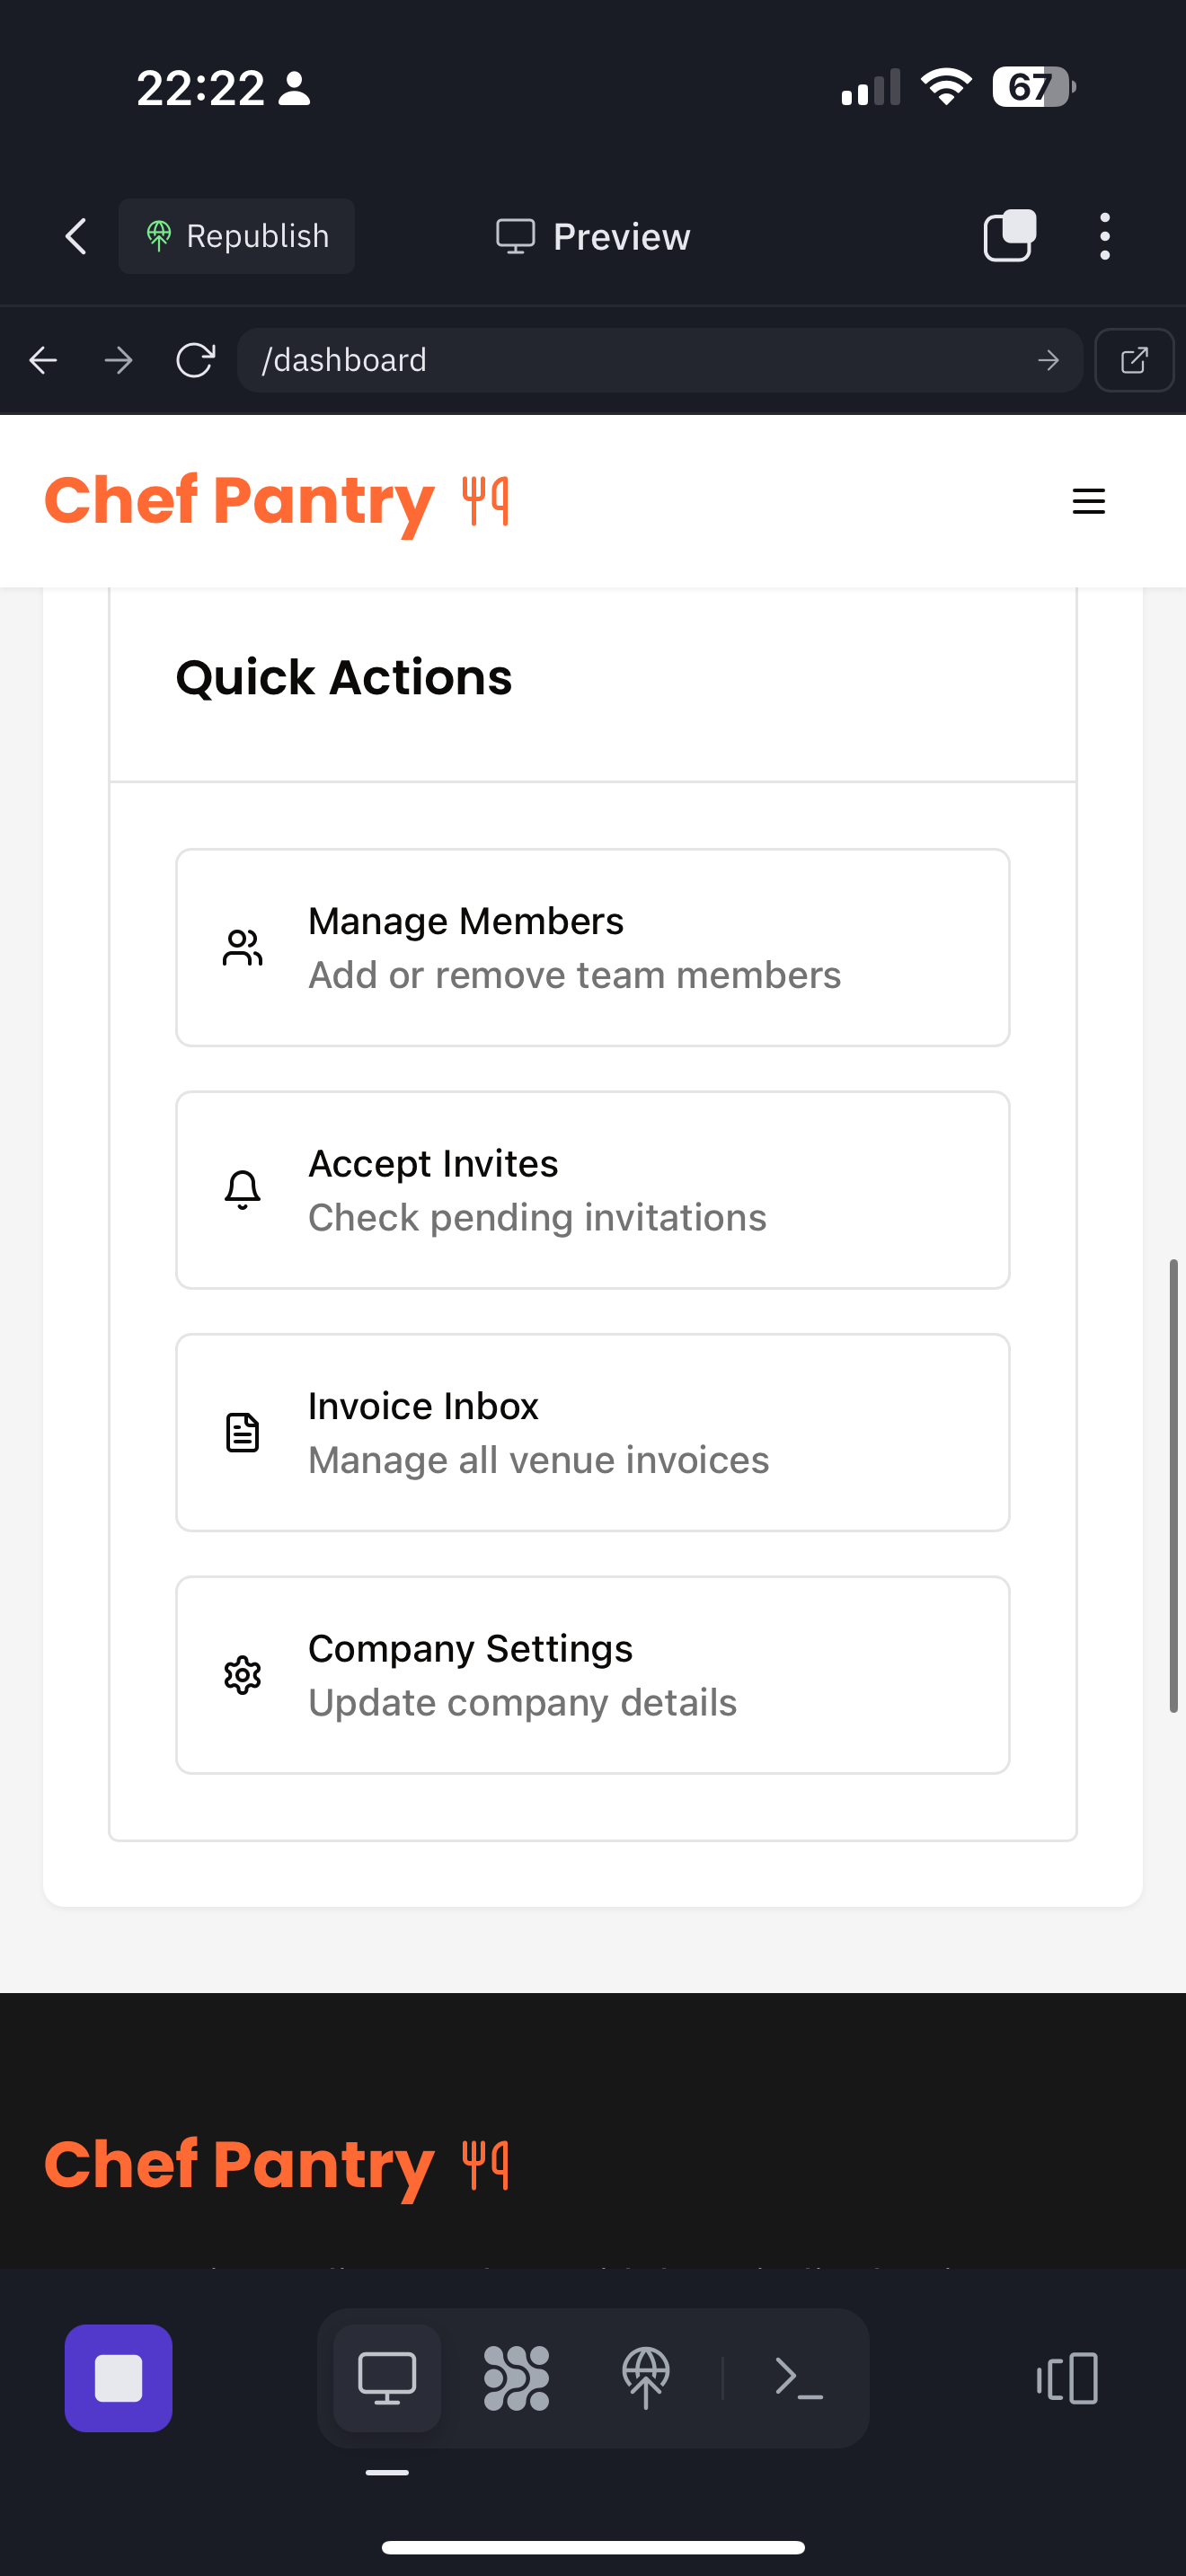 22:22
67
Republish
Preview
/dashboard
Chef Pantry
Quick Actions
Manage Members
Add or remove team members
Accept Invites
Check pending invitations
Invoice Inbox
Manage all venue invoices
Company Settings
Update company details
Chef Pantry